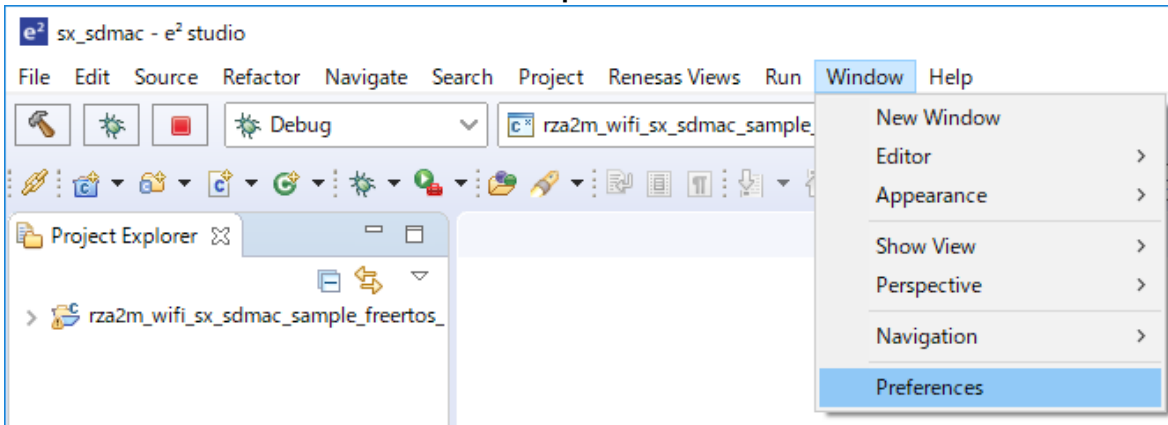 e² sx_sdmac - e² studio
File Edit Source Refactor Navigate Search Project Renesas Views Run Window Help
Debug rza2m_wifi_sx_sdmac_sample_
New Window
Editor
Appearance
Project Explorer
Show View
Perspective
rza2m_wifi_sx_sdmac_sample_freertos_
Navigation
Preferences